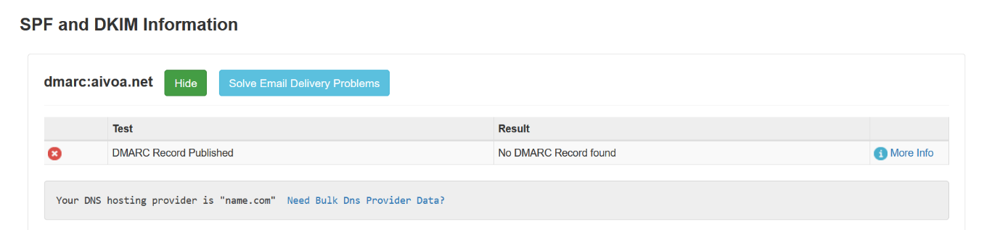 SPF and DKIM Information
dmarc:aivoa.net Hide Solve Email Delivery Problems
Test Result
DMARC Record Published No DMARC Record found More Info
Your DNS hosting provider is "name.com" Need Bulk Dns Provider Data?